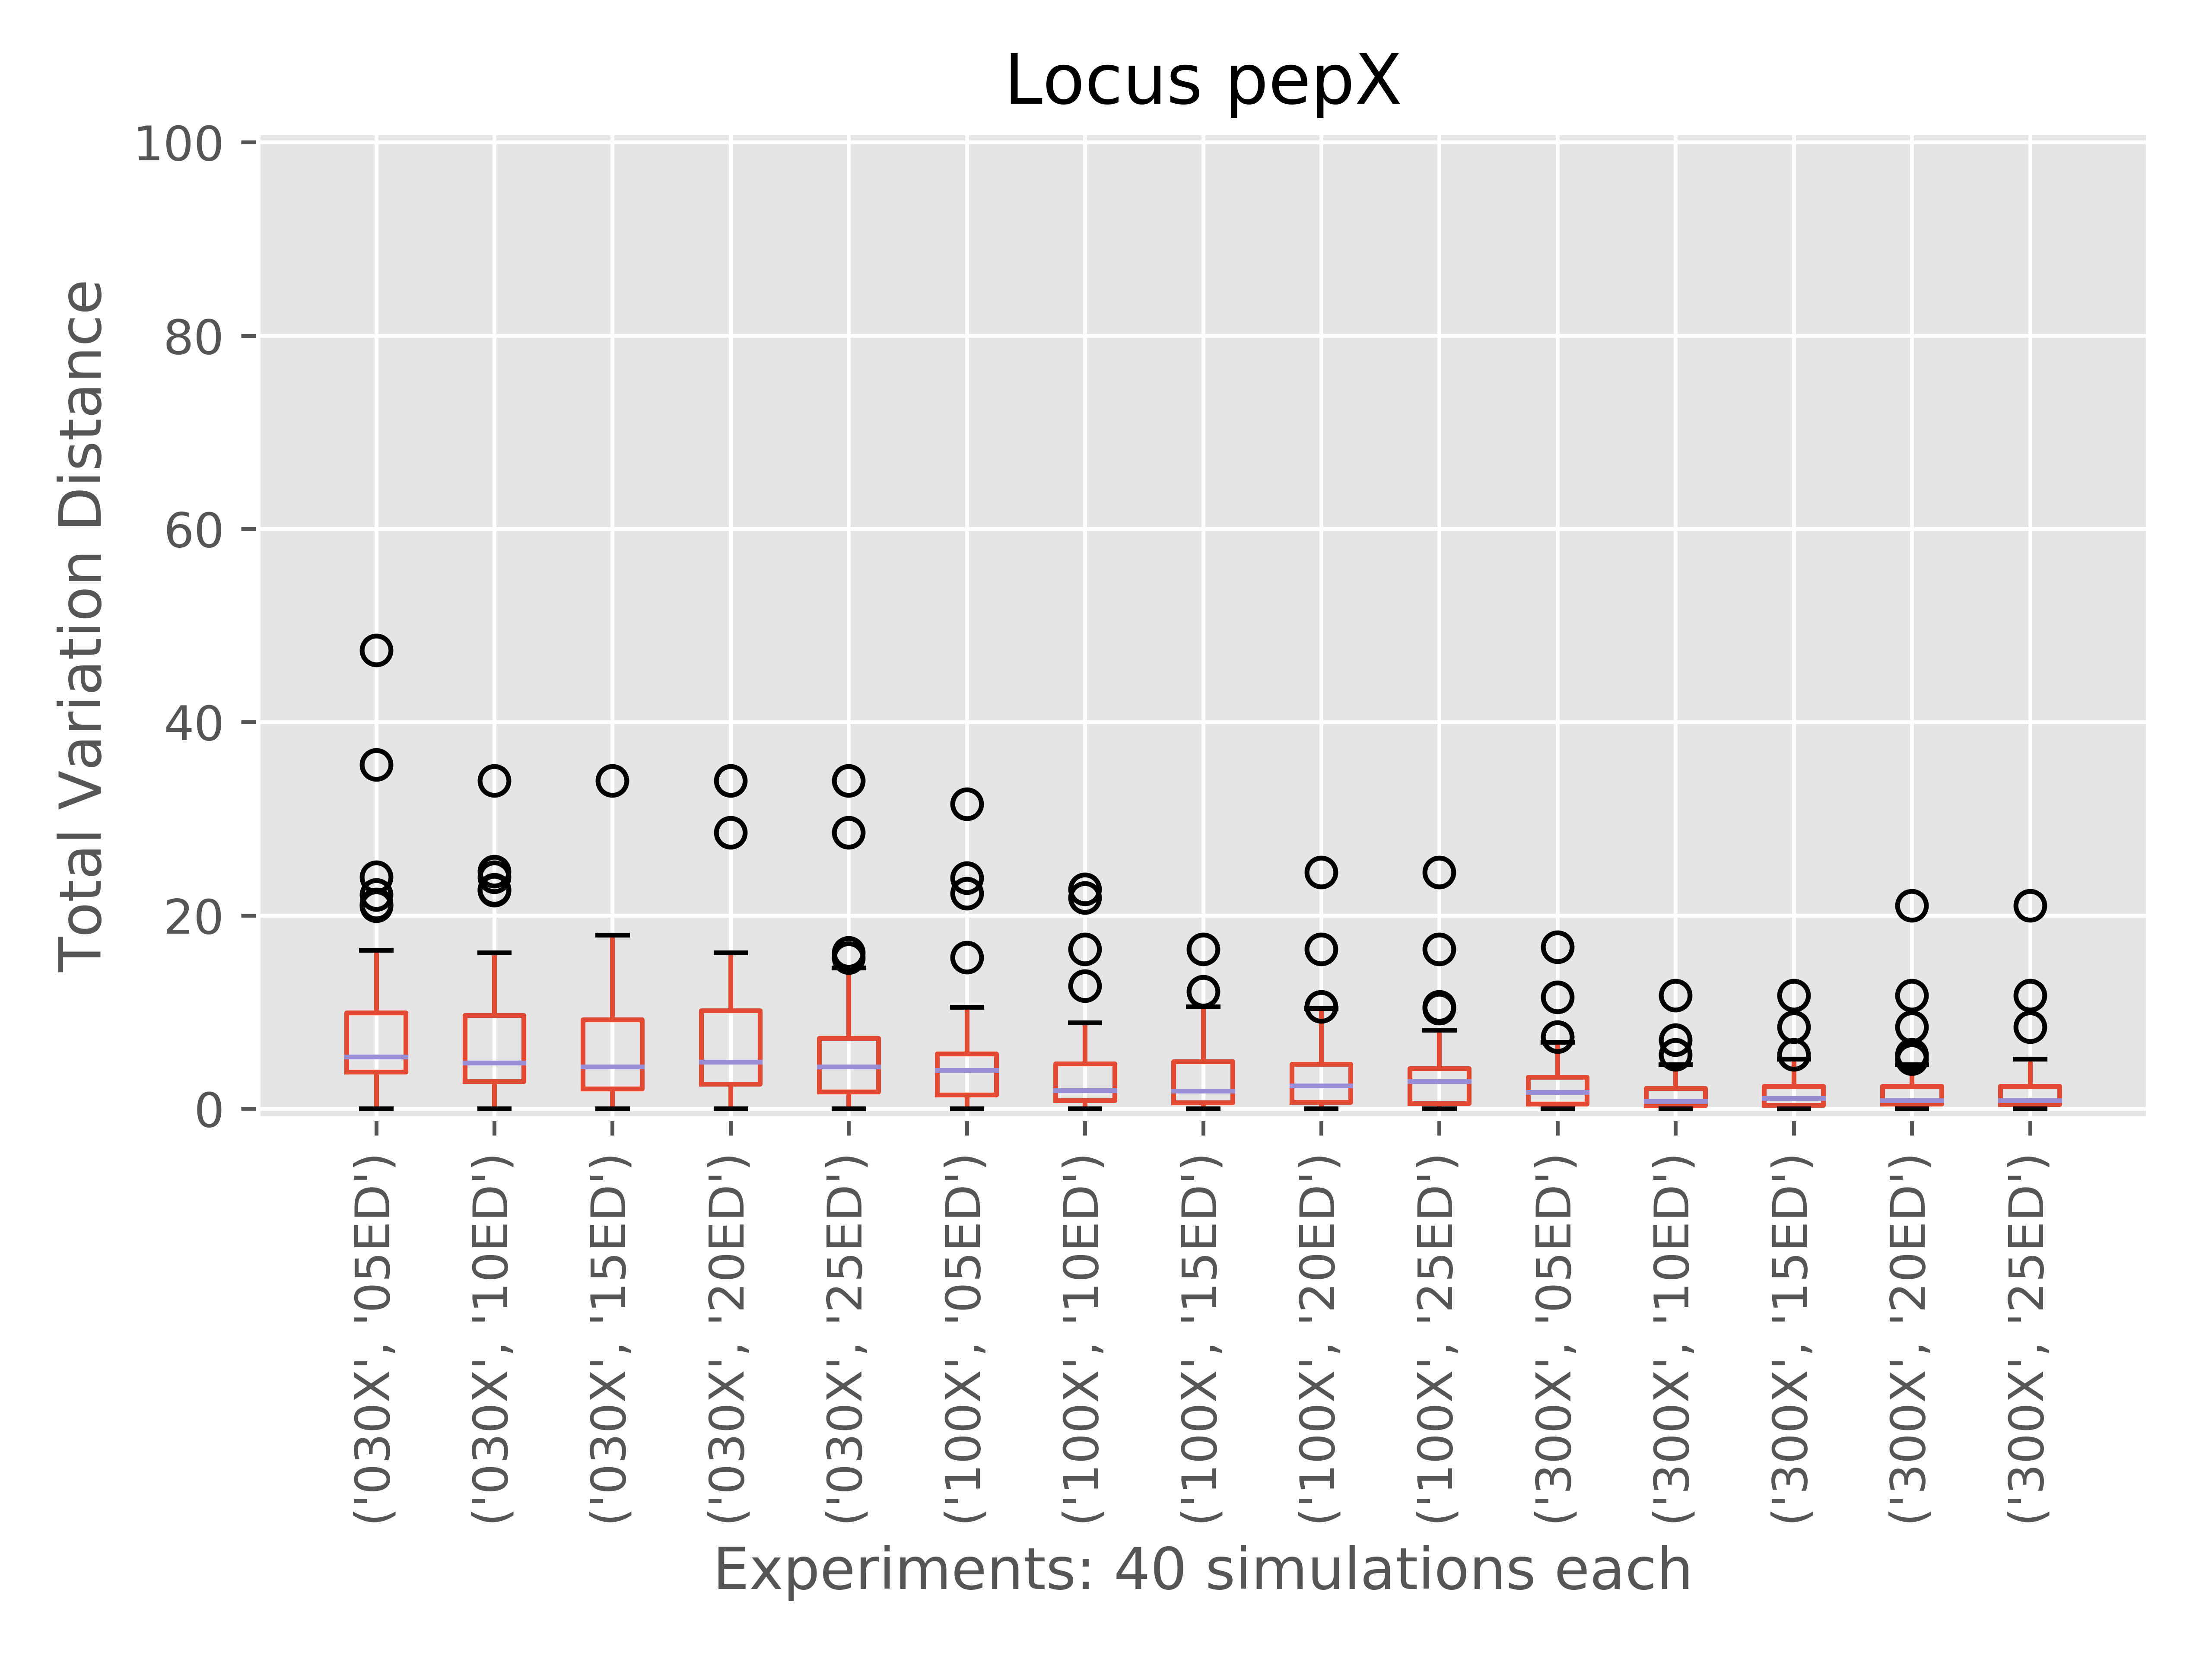 Locus pepX
Total Variation Distance
100
80
60
40
20
0
('030X', '05ED')
('030X', '10ED')
('030X', '15ED')
('030X', '20ED')
('030X', '25ED')
('100X', '05ED')
('100X', '10ED')
('100X', '15ED')
('100X', '20ED')
('100X', '25ED')
('300X', '05ED')
('300X', '10ED')
('300X', '15ED')
('300X', '20ED')
('300X', '25ED')
Experiments: 40 simulations each